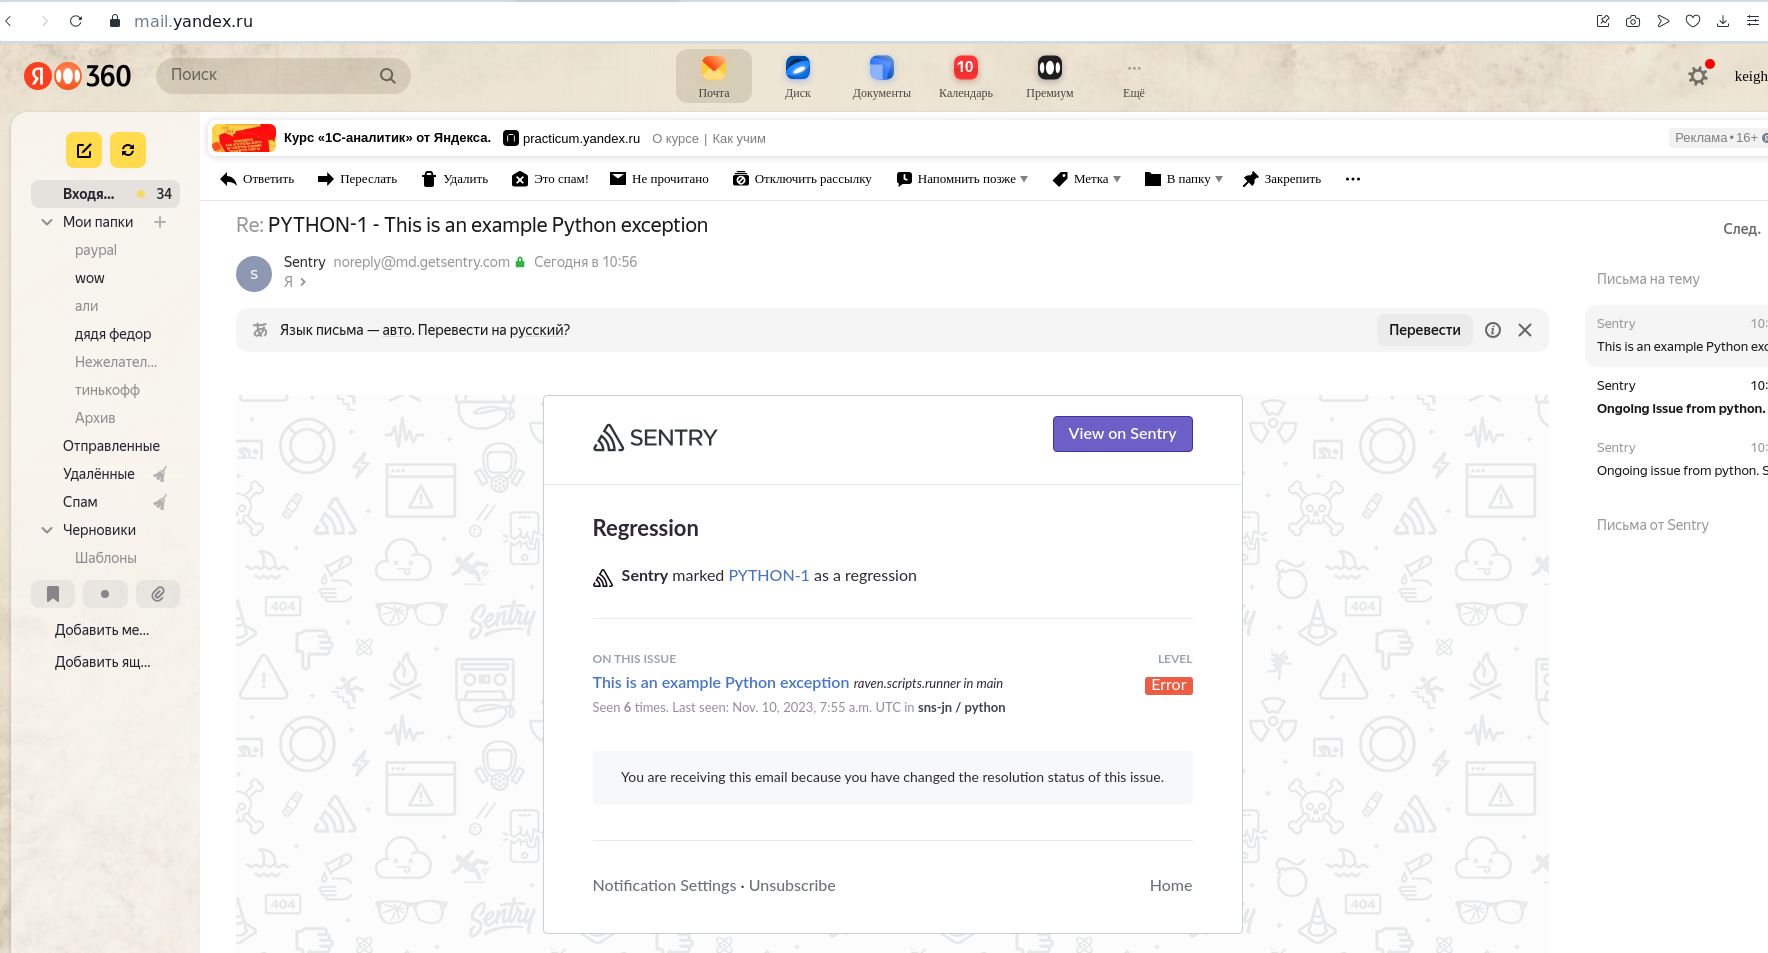 mail.yandex.ru
Я 360
Поиск
Почта
Диск
Документы
10
Календарь
Премиум
Ещё
keigh
Курс «1С-аналитик» от Яндекса. practicum.yandex.ru О курсе | Как учим
Реклама • 16+
Ответить Переслать Удалить Это спам! Не прочитано Отключить рассылку Напомнить позже Метка В папку Закрепить
Входя... 34
Мои папки
paypal
wow
али
дядя федор
Нежелател...
тинькофф
Архив
Отправленные
Удалённые
Спам
Черновики
Шаблоны
Добавить ме...
Добавить ящ...
Re: PYTHON-1 - This is an example Python exception
S
Sentry noreply@md.getsentry.com Сегодня в 10:56
Я
Язык письма — авто. Перевести на русский?
Перевести
SENTRY
View on Sentry
Regression
Sentry marked PYTHON-1 as a regression
ON THIS ISSUE
LEVEL
This is an example Python exception raven.scripts.runner in main
Error
Seen 6 times. Last seen: Nov. 10, 2023, 7:55 a.m. UTC in sns-jn / python
You are receiving this email because you have changed the resolution status of this issue.
Notification Settings · Unsubscribe
Home
404
Sentry
404
404
Sentry
404
След.
Письма на тему
Sentry 10:
This is an example Python exc
Sentry 10:
Ongoing issue from python.
Sentry 10:
Ongoing issue from python. S
Письма от Sentry